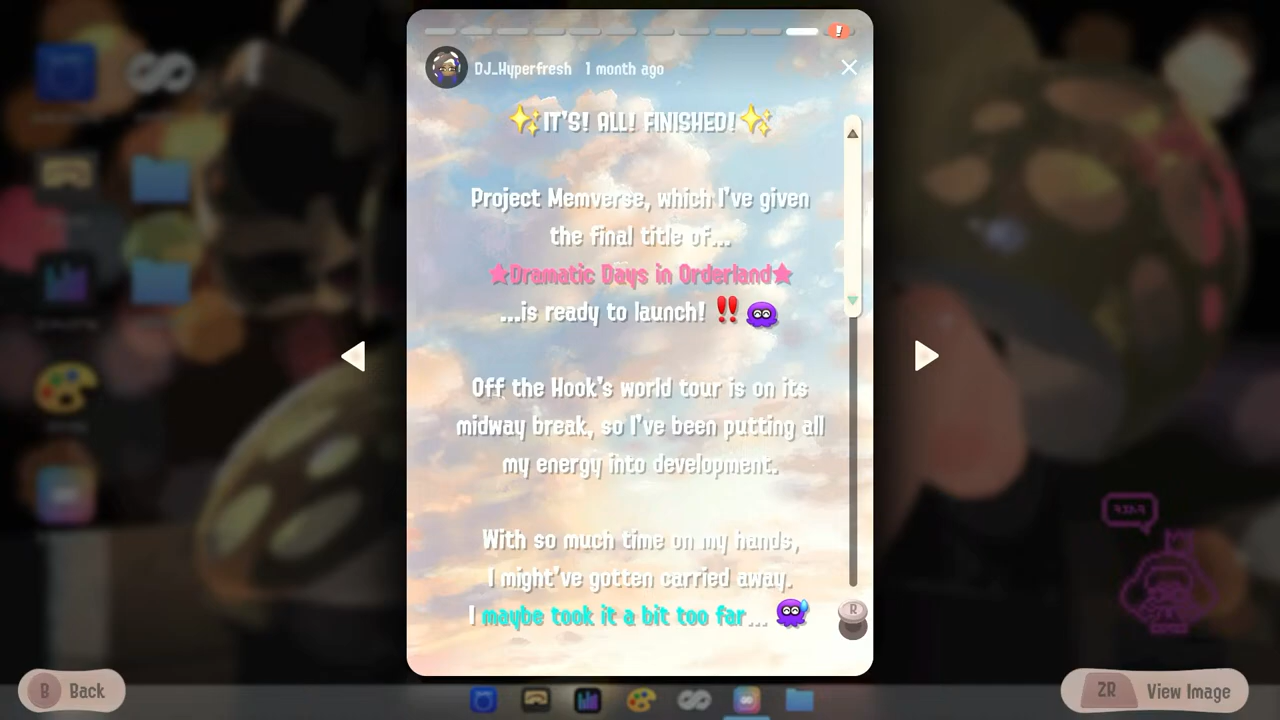 DJ_Hyperfresh 1 month ago
✨IT'S! ALL! FINISHED!✨
Project Memverse, which I've given
the final title of...
★Dramatic Days in Orderland★
...is ready to launch! ‼
Off the Hook's world tour is on its
midway break, so I've been putting all
my energy into development.
With so much time on my hands,
I might've gotten carried away.
I maybe took it a bit too far...
R
B Back
ZR View Image